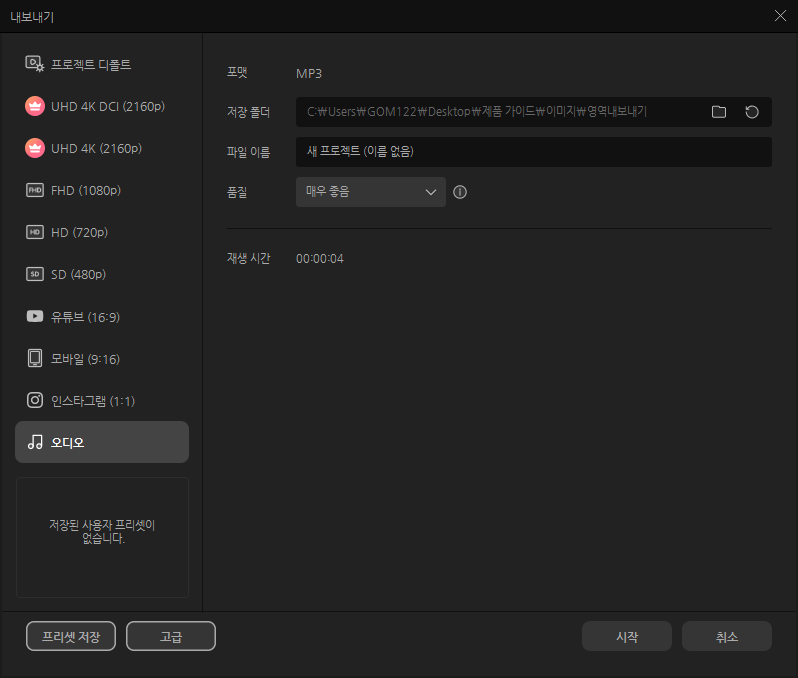 내보내기
프로젝트 디폴트
UHD 4K DCI (2160p)
UHD 4K (2160p)
FHD FHD (1080p)
HD HD (720p)
SD SD (480p)
유튜브 (16:9)
모바일 (9:16)
인스타그램 (1:1)
오디오
저장된 사용자 프리셋이
없습니다.
포맷 MP3
저장 폴더 C:₩Users₩GOM122₩Desktop₩제품 가이드₩이미지₩영역내보내기
파일 이름 새 프로젝트 (이름 없음)
품질 매우 좋음
재생 시간 00:00:04
프리셋 저장 고급 시작 취소